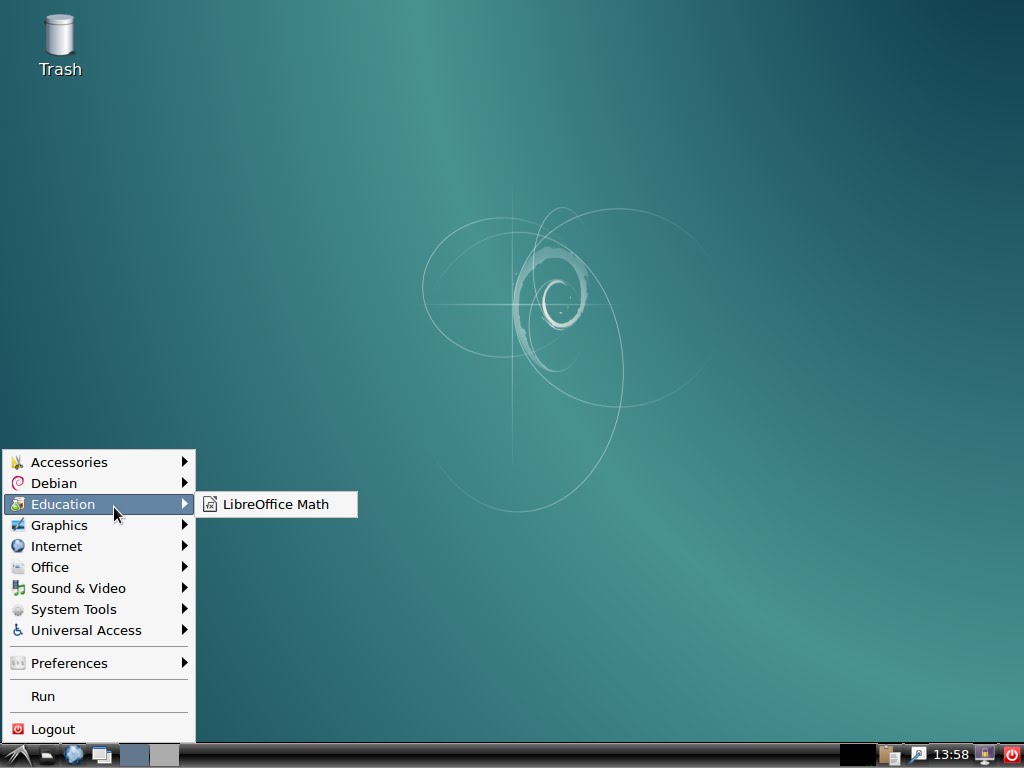 Trash
Accessories
Debian
Education
LibreOffice Math
Graphics
Internet
Office
Sound & Video
System Tools
Universal Access
Preferences
Run
Logout
13:58